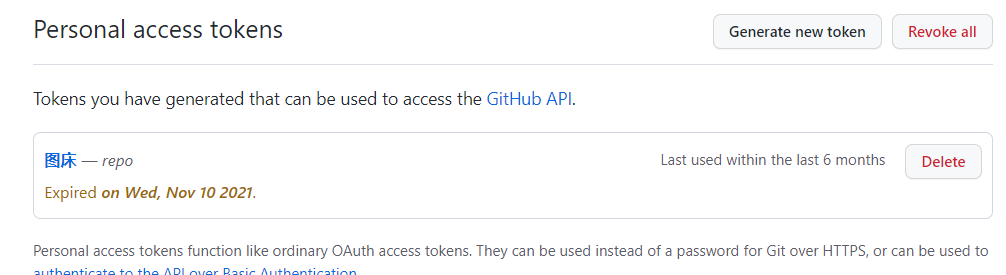 Personal access tokens
Generate new token
Revoke all
Tokens you have generated that can be used to access the GitHub API.
图床 — repo
Last used within the last 6 months
Delete
Expired on Wed, Nov 10 2021.
Personal access tokens function like ordinary OAuth access tokens. They can be used instead of a password for Git over HTTPS, or can be used to
authenticate to the API over Basic Authentication.